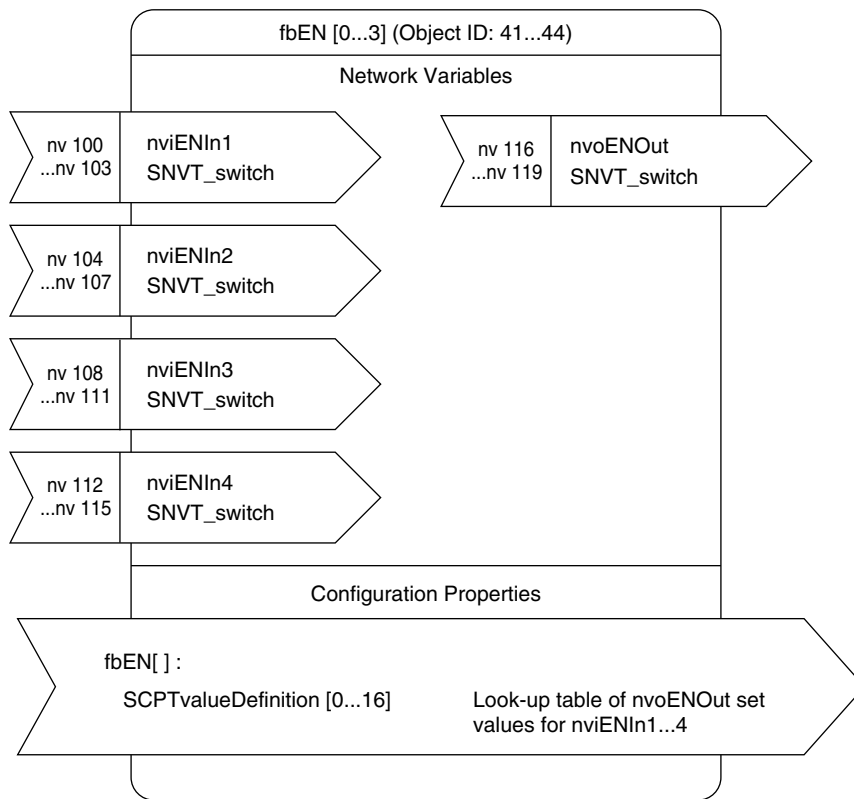 fbEN [0...3] (Object ID: 41...44)
Network Variables
nv 100
...nv 103
nviENIn1
SNVT_switch
nv 116
...nv 119
nvoENOut
SNVT_switch
nv 104
...nv 107
nviENIn2
SNVT_switch
nv 108
...nv 111
nviENIn3
SNVT_switch
nv 112
...nv 115
nviENIn4
SNVT_switch
Configuration Properties
fbEN[ ] :
SCPTvalueDefinition [0...16]
Look-up table of nvoENOut set
values for nviENIn1...4